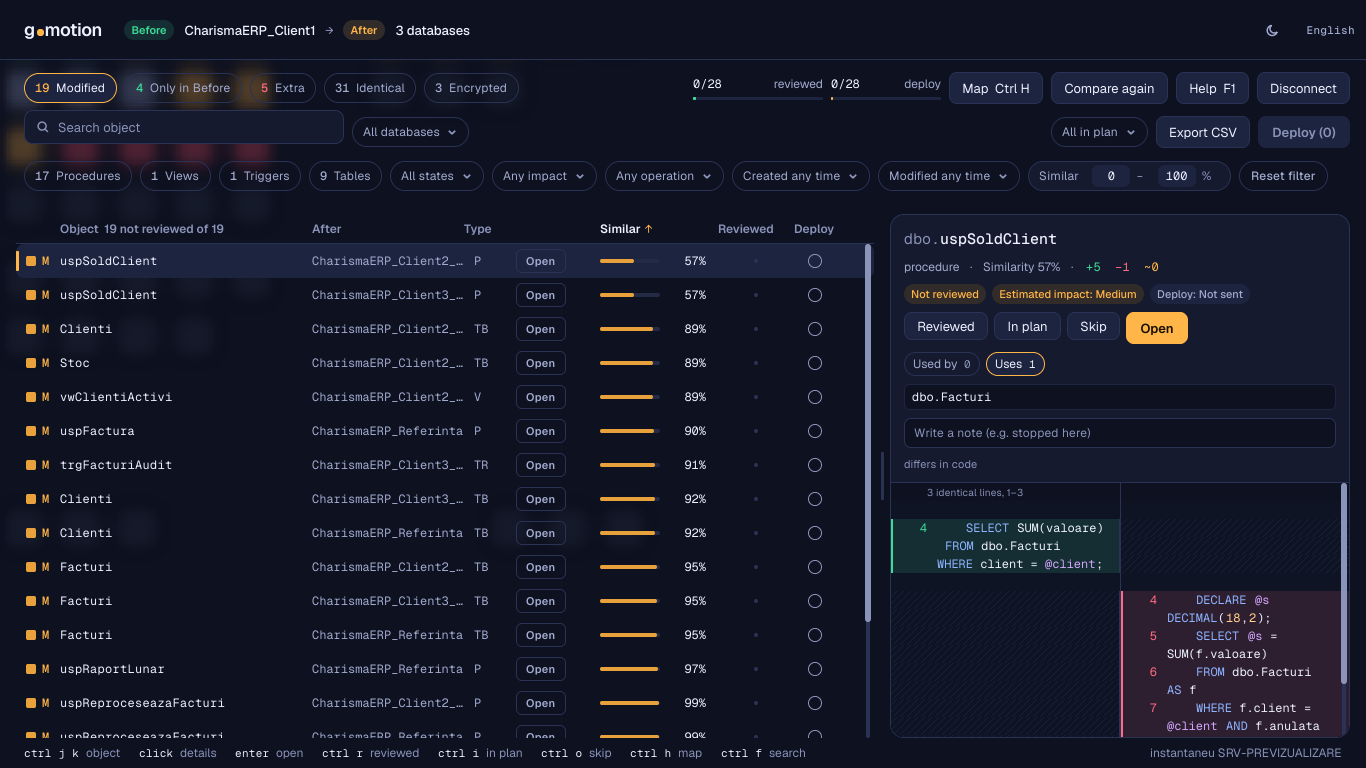 gomotion Before CharismaERP_Client1 → After 3 databases English
19 Modified 4 Only in Before 5 Extra 31 Identical 3 Encrypted 0/28 reviewed 0/28 deploy Map Ctrl H Compare again Help F1 Disconnect
Search object All databases All in plan Export CSV Deploy (0)
17 Procedures 1 Views 1 Triggers 9 Tables All states Any impact Any operation Created any time Modified any time Similar 0 – 100 % Reset filter
Object 19 not reviewed of 19 After Type Similar ↑ Reviewed Deploy
M uspSoldClient CharismaERP_Client2_… P Open 57%
M uspSoldClient CharismaERP_Client3_… P Open 57%
M Clienti CharismaERP_Client2_… TB Open 89%
M Stoc CharismaERP_Client2_… TB Open 89%
M vwClientiActivi CharismaERP_Client2_… V Open 89%
M uspFactura CharismaERP_Referinta P Open 90%
M trgFacturiAudit CharismaERP_Client3_… TR Open 91%
M Clienti CharismaERP_Client3_… TB Open 92%
M Clienti CharismaERP_Referinta TB Open 92%
M Facturi CharismaERP_Client2_… TB Open 95%
M Facturi CharismaERP_Client3_… TB Open 95%
M Facturi CharismaERP_Referinta TB Open 95%
M uspRaportLunar CharismaERP_Referinta P Open 97%
M uspReproceseazaFacturi CharismaERP_Client2_… P Open 99%
M uspReproceseazaFacturi CharismaERP_Client3_… P Open 99%
dbo.uspSoldClient
procedure · Similarity 57% · +5 −1 ~0
Not reviewed Estimated impact: Medium Deploy: Not sent
Reviewed In plan Skip Open
Used by 0 Uses 1
dbo.Facturi
Write a note (e.g. stopped here)
differs in code
3 identical lines, 1–3
4 SELECT SUM(valoare)
FROM dbo.Facturi
WHERE client = @client;
4 DECLARE @s
DECIMAL(18,2);
5 SELECT @s =
SUM(f.valoare)
6 FROM dbo.Facturi
AS f
7 WHERE f.client =
@client AND f.anulata
ctrl j k object click details enter open ctrl r reviewed ctrl i in plan ctrl o skip ctrl h map ctrl f search instantaneu SRV-PREVIZUALIZARE